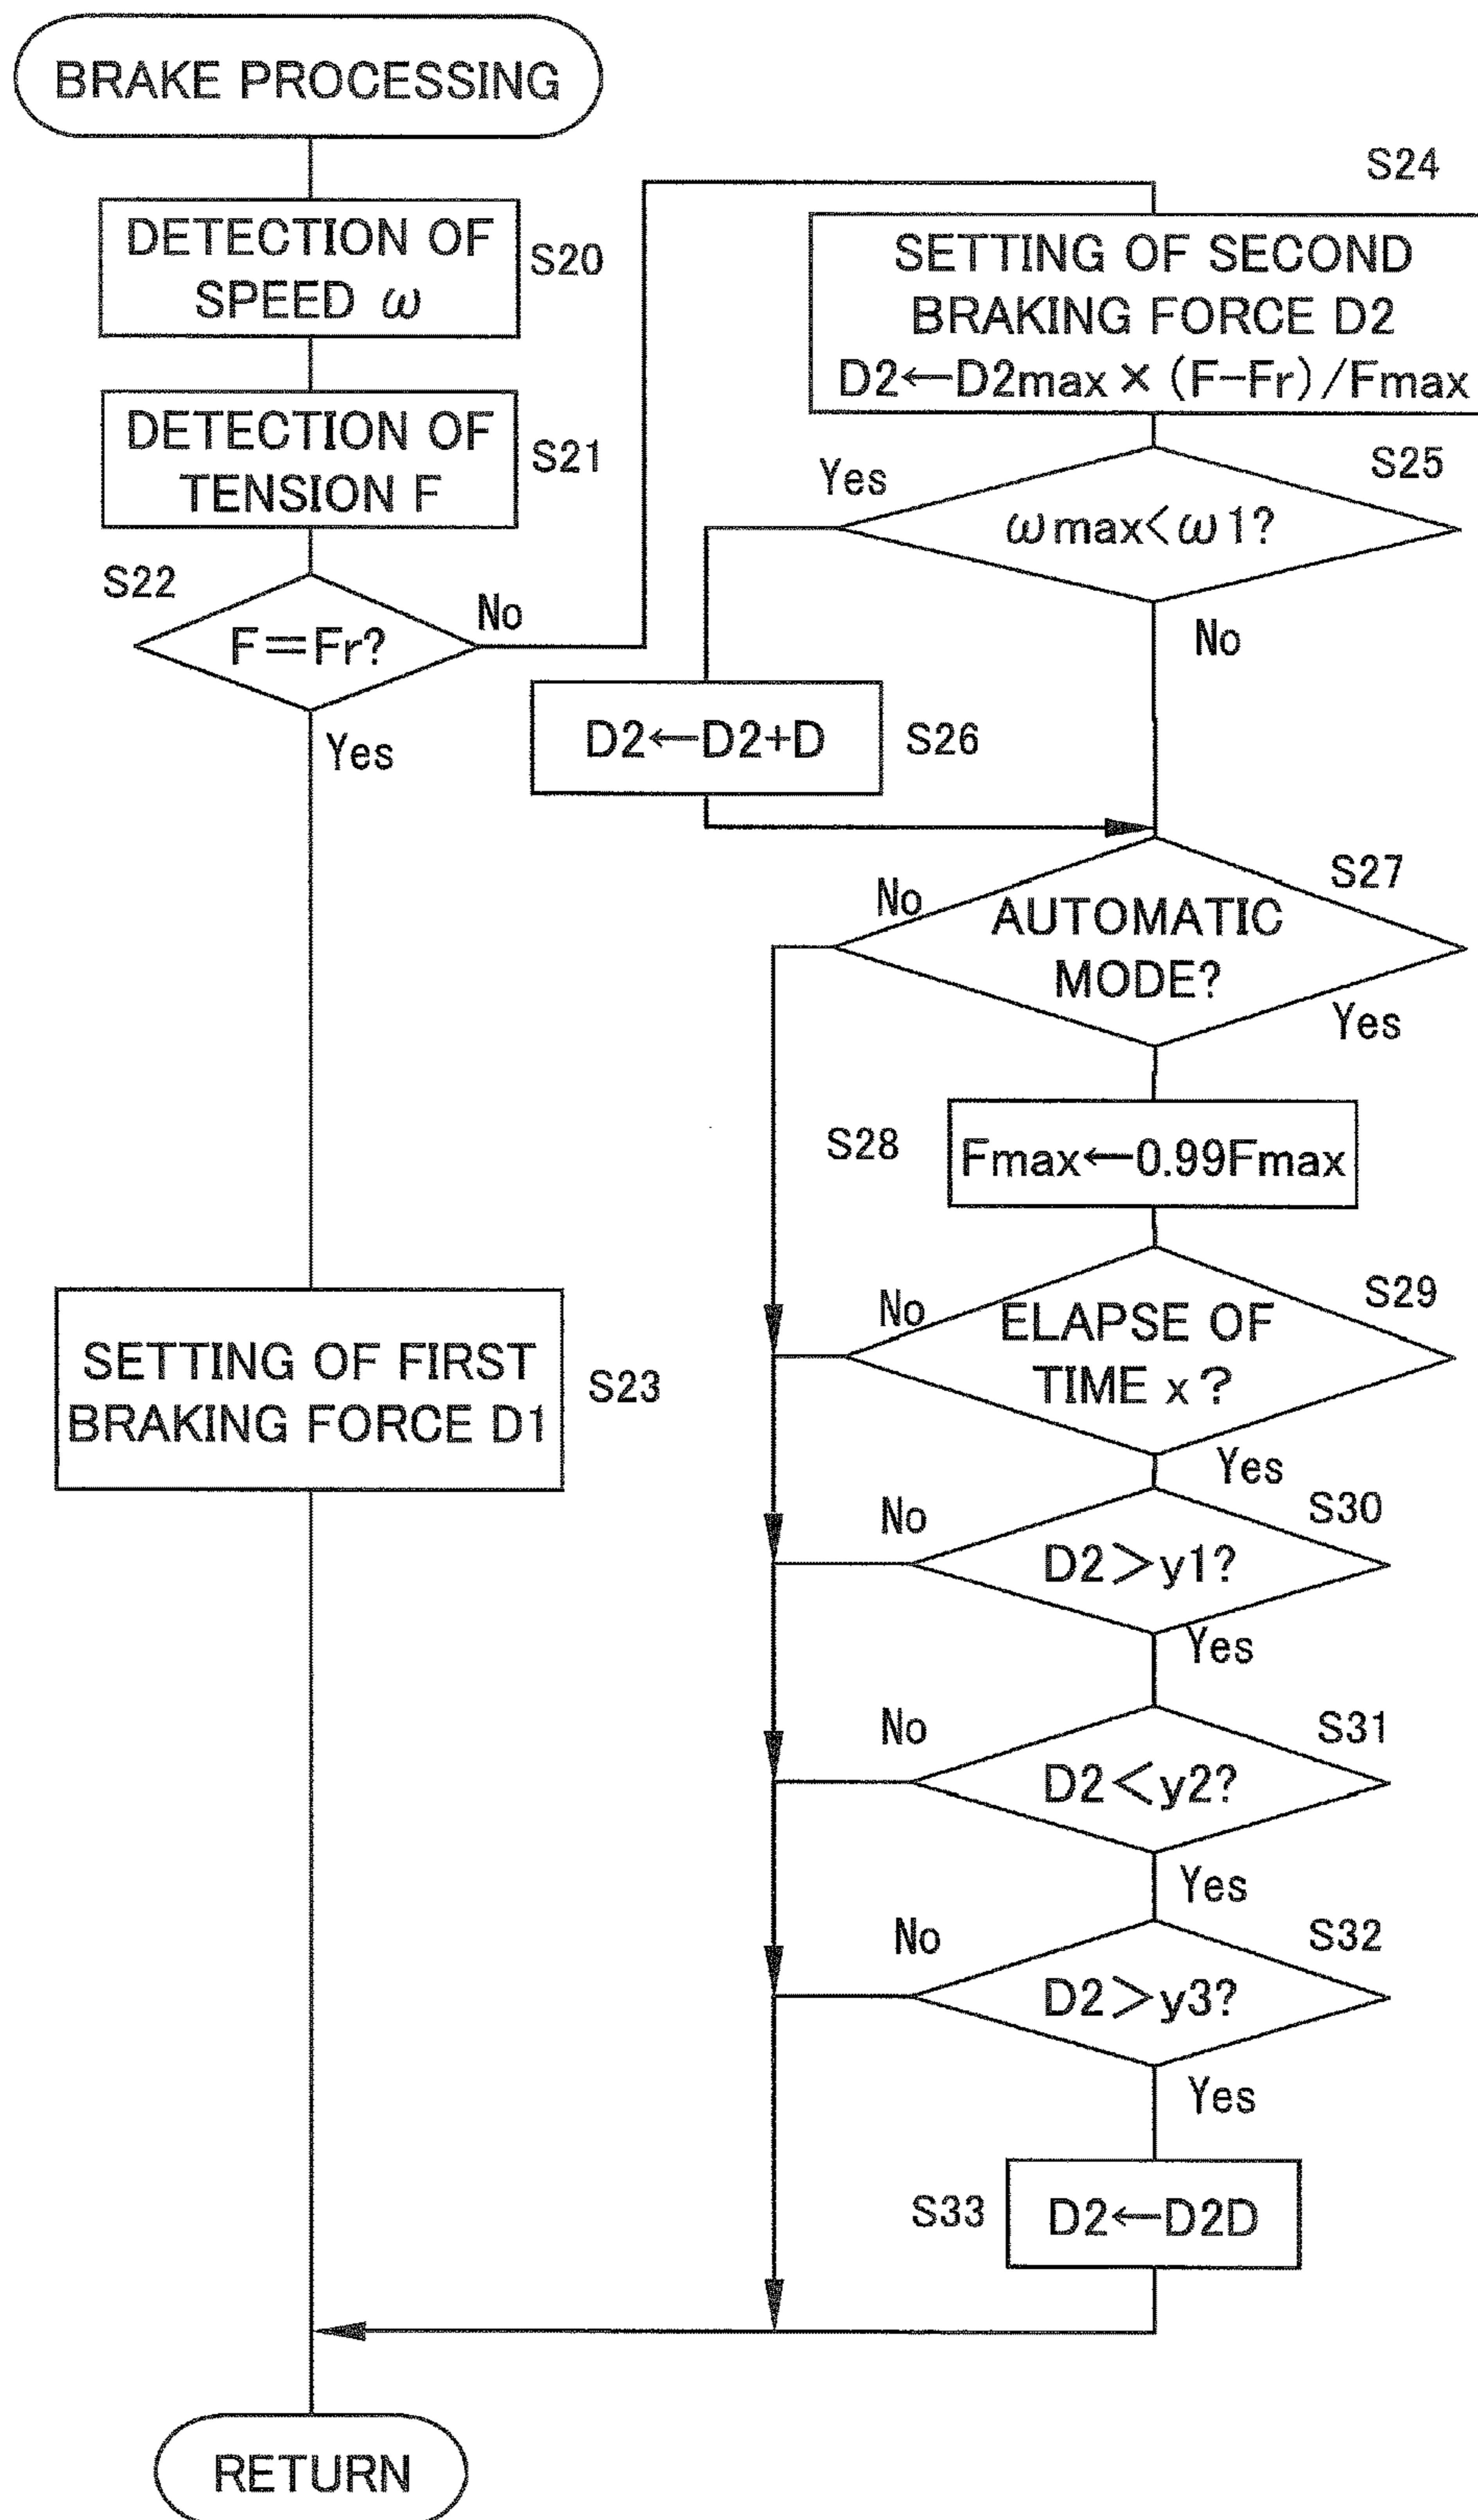 BRAKE PROCESSING
DETECTION OF
SPEED ω
S20
DETECTION OF
TENSION F
S21
S22
F=Fr?
No
Yes
SETTING OF FIRST
BRAKING FORCE D1
S23
S24
SETTING OF SECOND
BRAKING FORCE D2
D2←D2max×(F-Fr)/Fmax
S25
Yes
ωmax<ω1?
No
D2←D2+D
S26
S27
No
AUTOMATIC
MODE?
Yes
S28
Fmax←0.99Fmax
S29
No
ELAPSE OF
TIME x?
Yes
S30
No
D2>y1?
Yes
S31
No
D2<y2?
Yes
S32
No
D2>y3?
Yes
S33
D2←D2D
RETURN